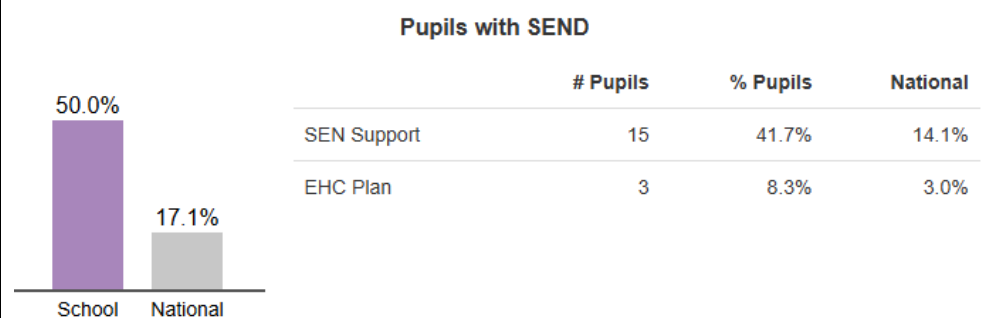 Pupils with SEND
# Pupils % Pupils National
50.0%
SEN Support 15 41.7% 14.1%
EHC Plan 3 8.3% 3.0%
17.1%
School National